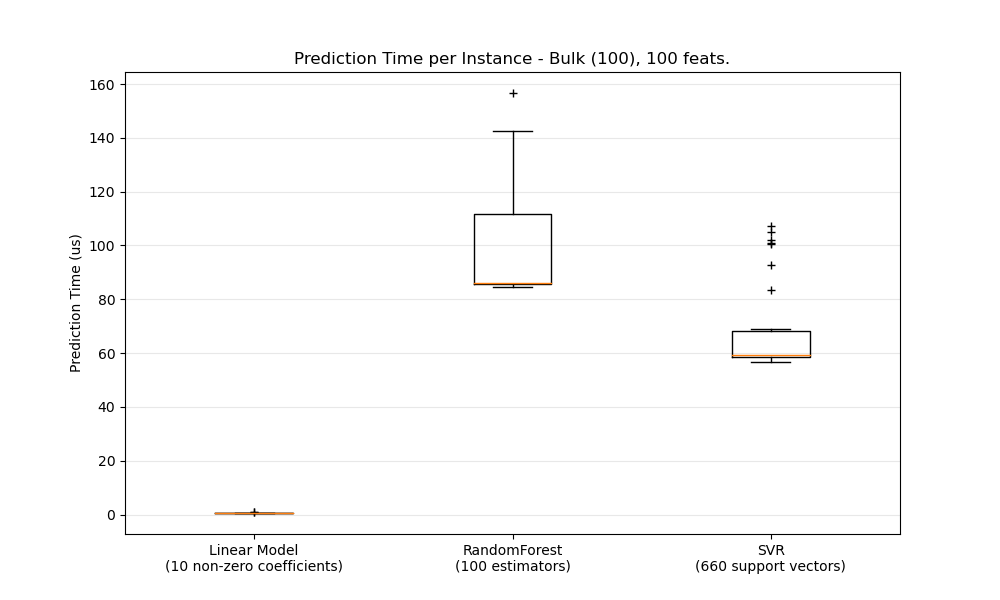 Prediction Time per Instance - Bulk (100), 100 feats.
160
140
120
100
80
60
40
20
0
Prediction Time (us)
Linear Model
(10 non-zero coefficients)
RandomForest
(100 estimators)
SVR
(660 support vectors)